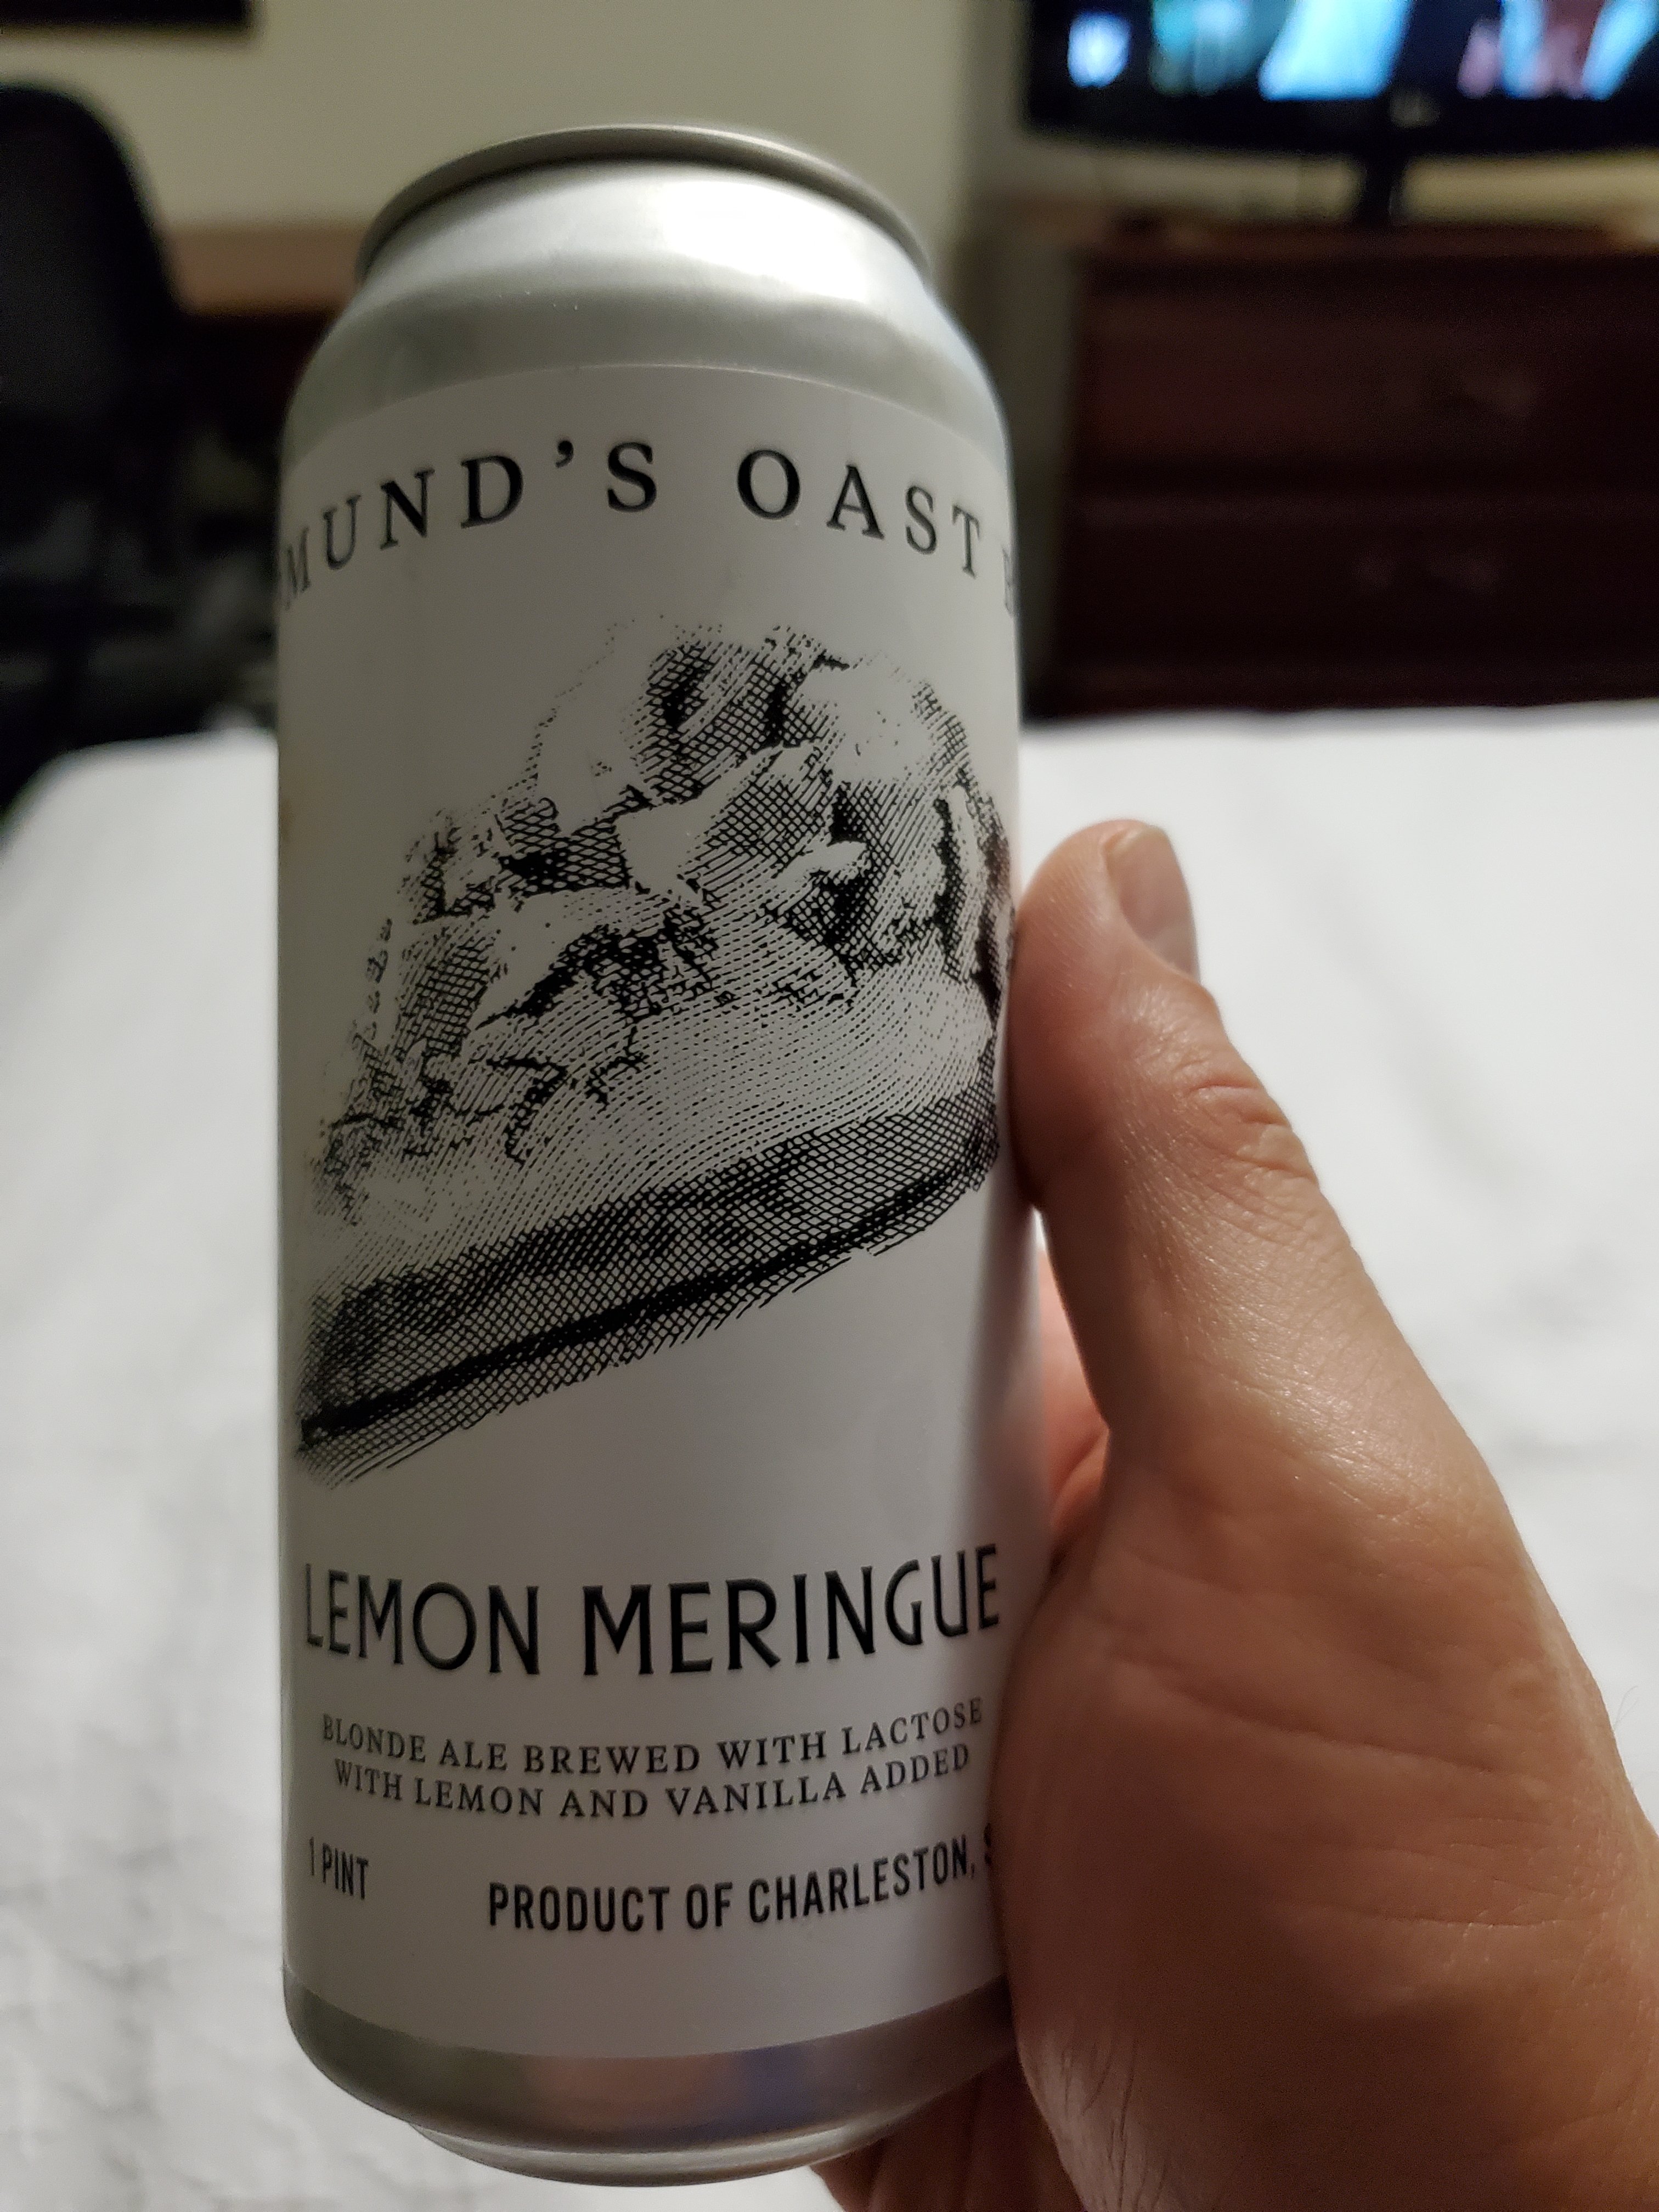 MUND'S OAST
LEMON MERINGUE
BLONDE ALE BREWED WITH LACTOSE
WITH LEMON AND VANILLA ADDED
1 PINT PRODUCT OF CHARLESTON, S